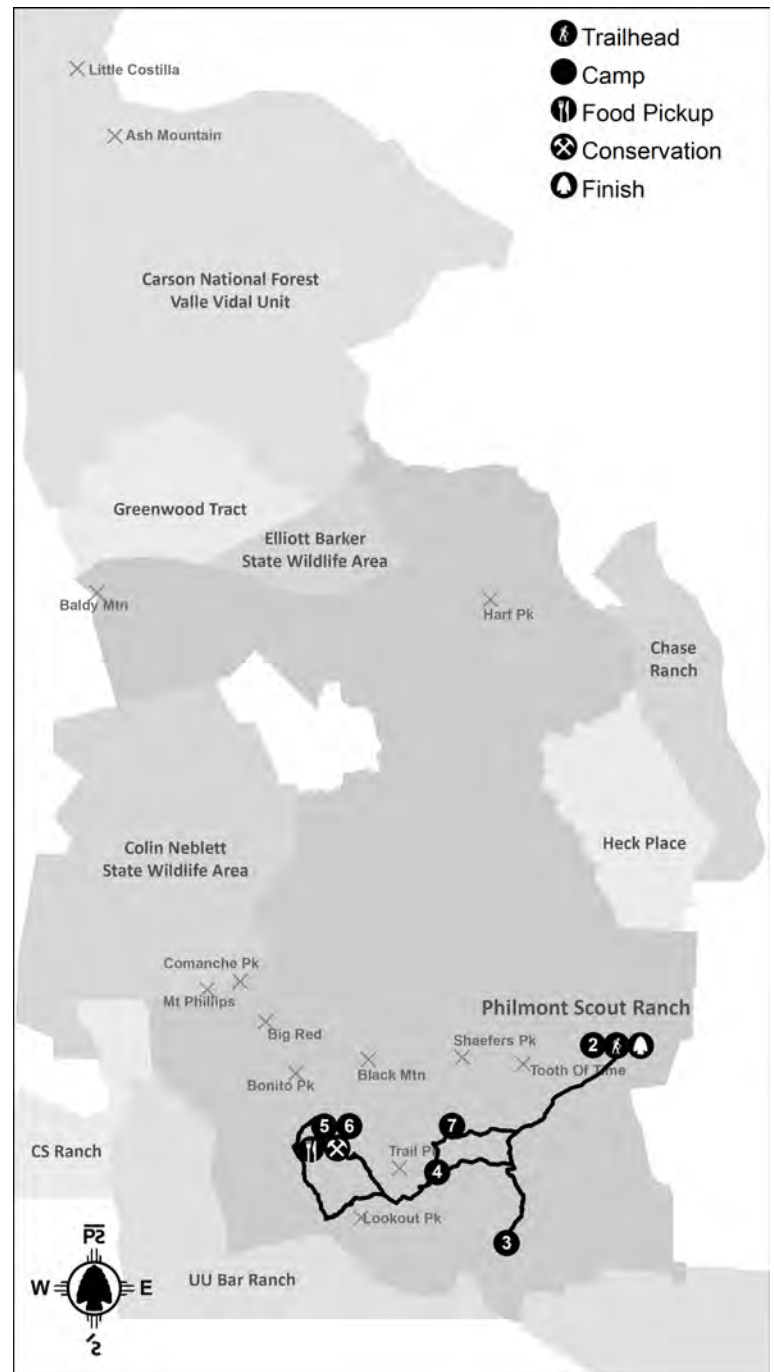 Trailhead
Camp
Food Pickup
Conservation
Finish
Little Costilla
Ash Mountain
Carson National Forest
Valle Vidal Unit
Greenwood Tract
Elliott Barker
State Wildlife Area
Baldy Mtn
Hart Pk
Chase
Ranch
Colin Neblett
State Wildlife Area
Heck Place
Comanche Pk
Mt Phillips
Philmont Scout Ranch
Big Red
Shaefers Pk
2
Bonito Pk
Black Mtn
Tooth Of Time
5 6
7
CS Ranch
Trail
4
Lookout Pk
3
UU Bar Ranch
W E